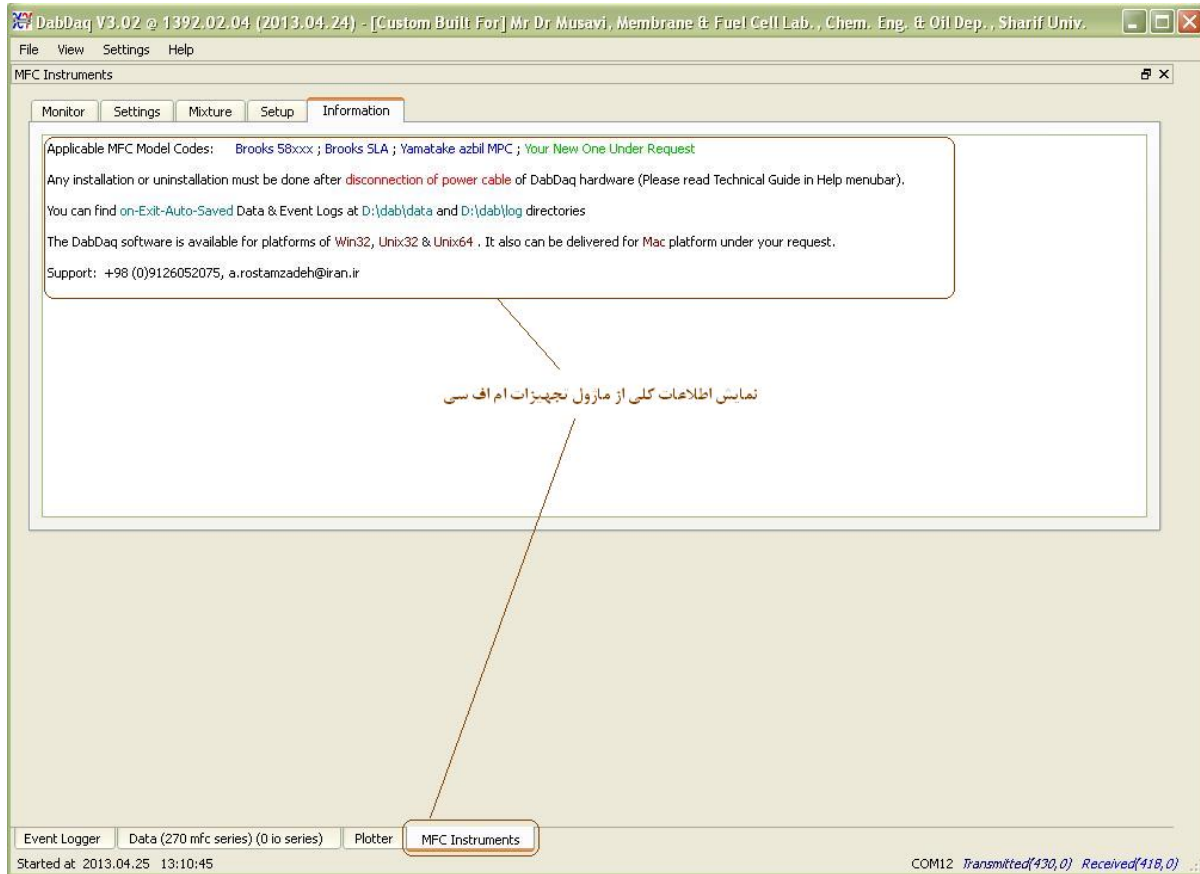 DabDaq V3.02 @ 1392.02.04 (2013.04.24) - [Custom Built For] Mr Dr Musavi, Membrane & Fuel Cell Lab., Chem. Eng. & Oil Dep., Sharif Univ.
File View Settings Help
MFC Instruments
Monitor Settings Mixture Setup Information
Applicable MFC Model Codes: Brooks 58xxx ; Brooks SLA ; Yamatake azbil MPC ; Your New One Under Request
Any installation or uninstallation must be done after disconnection of power cable of DabDaq hardware (Please read Technical Guide in Help menubar).
You can find on-Exit-Auto-Saved Data & Event Logs at D:\dab\data and D:\dab\log directories
The DabDaq software is available for platforms of Win32, Unix32 & Unix64 . It also can be delivered for Mac platform under your request.
Support: +98 (0)9126052075, a.rostamzadeh@iran.ir
نمایش اطلاعات کلی از ماژول تجهیزات ام اف سی
Event Logger Data (270 mfc series) (0 io series) Plotter MFC Instruments
Started at 2013.04.25 13:10:45 COM12 Transmitted(430,0) Received(418,0)